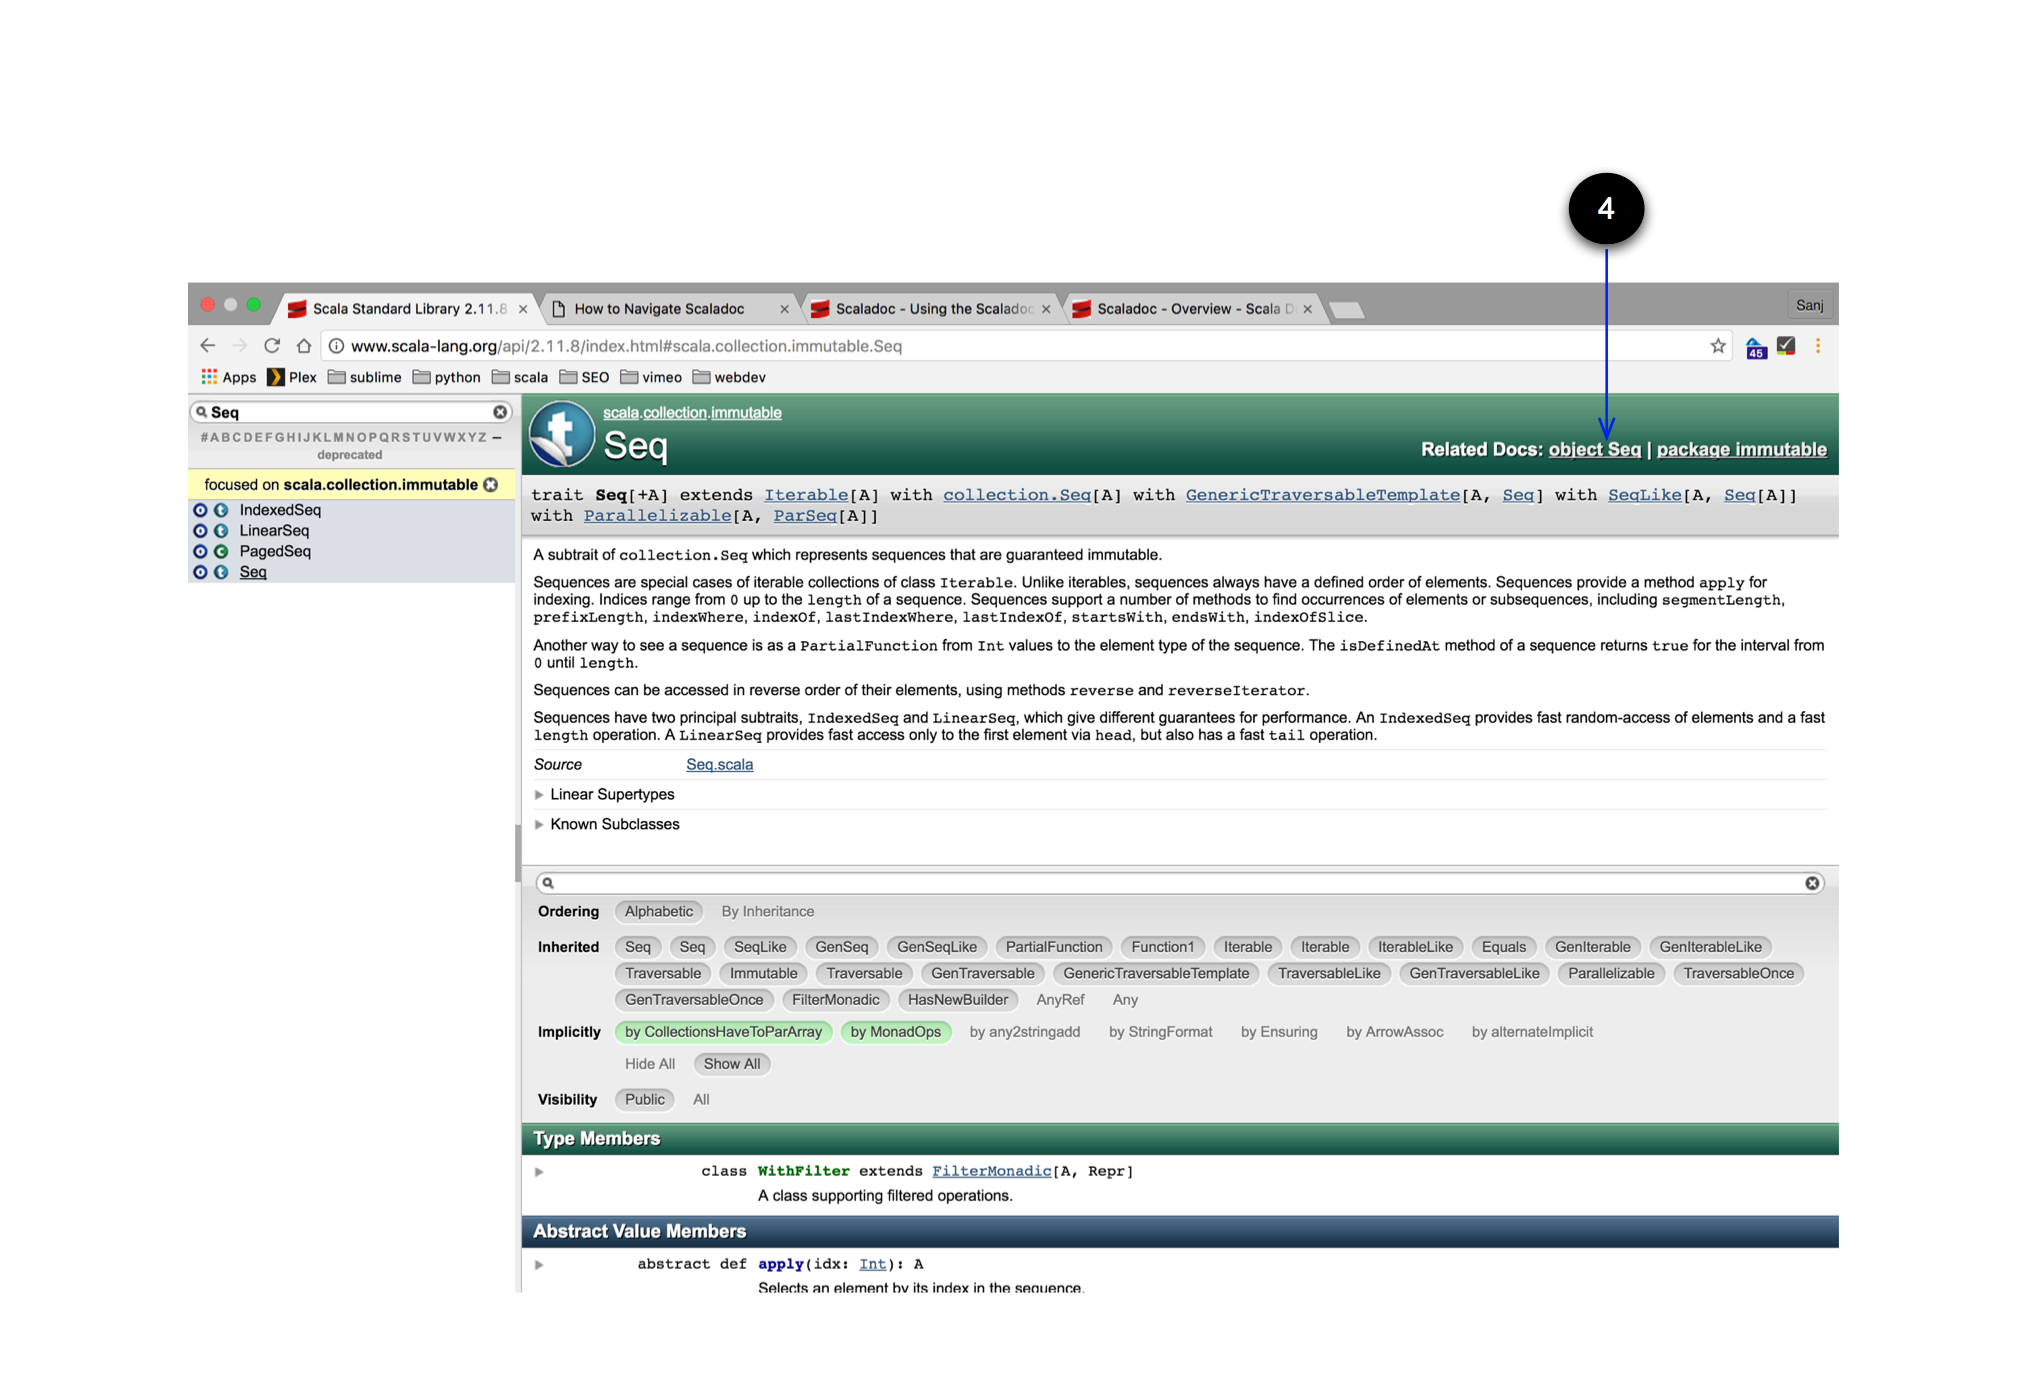 4
Scala Standard Library 2.11.8
How to Navigate Scaladoc
Scaladoc - Using the Scaladoc
Scaladoc - Overview - Scala D
Sanj
www.scala-lang.org/api/2.11.8/index.html#scala.collection.immutable.Seq
45
Apps Plex sublime python scala SEO vimeo webdev
Seq
#ABCDEFGHIJKLMNOPQRSTUVWXYZ –
deprecated
focused on scala.collection.immutable
IndexedSeq
LinearSeq
PagedSeq
Seq
t
scala.collection.immutable
Seq
Related Docs: object Seq | package immutable
trait Seq[+A] extends Iterable[A] with collection.Seq[A] with GenericTraversableTemplate[A, Seq] with SeqLike[A, Seq[A]]
with Parallelizable[A, ParSeq[A]]
A subtrait of collection.Seq which represents sequences that are guaranteed immutable.
Sequences are special cases of iterable collections of class Iterable. Unlike iterables, sequences always have a defined order of elements. Sequences provide a method apply for
indexing. Indices range from 0 up to the length of a sequence. Sequences support a number of methods to find occurrences of elements or subsequences, including segmentLength,
prefixLength, indexWhere, indexOf, lastIndexWhere, lastIndexOf, startsWith, endsWith, indexOfSlice.
Another way to see a sequence is as a PartialFunction from Int values to the element type of the sequence. The isDefinedAt method of a sequence returns true for the interval from
0 until length.
Sequences can be accessed in reverse order of their elements, using methods reverse and reverseIterator.
Sequences have two principal subtraits, IndexedSeq and LinearSeq, which give different guarantees for performance. An IndexedSeq provides fast random-access of elements and a fast
length operation. A LinearSeq provides fast access only to the first element via head, but also has a fast tail operation.
Source Seq.scala
Linear Supertypes
Known Subclasses
Ordering Alphabetic By Inheritance
Inherited Seq Seq SeqLike GenSeq GenSeqLike PartialFunction Function1 Iterable Iterable IterableLike Equals GenIterable GenIterableLike
Traversable Immutable Traversable GenTraversable GenericTraversableTemplate TraversableLike GenTraversableLike Parallelizable TraversableOnce
GenTraversableOnce FilterMonadic HasNewBuilder AnyRef Any
Implicitly by CollectionsHaveToParArray by MonadOps by any2stringadd by StringFormat by Ensuring by ArrowAssoc by alternateImplicit
Hide All Show All
Visibility Public All
Type Members
class WithFilter extends FilterMonadic[A, Repr]
A class supporting filtered operations.
Abstract Value Members
abstract def apply(idx: Int): A
Selects an element by its index in the sequence.